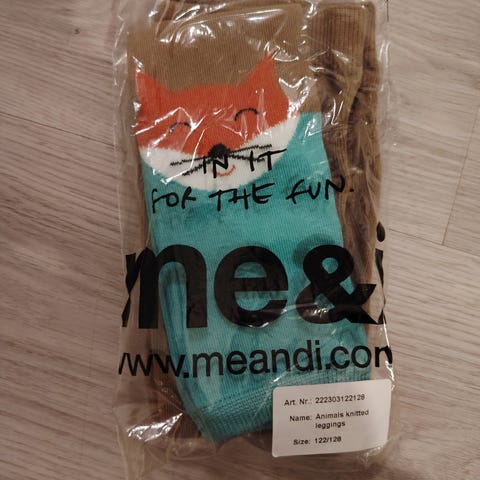 IN IT
FOR THE FUN.
me&i
www.meandi.com
Art. Nr.: 222303122128
Name: Animals knitted
leggings
Size: 122/128